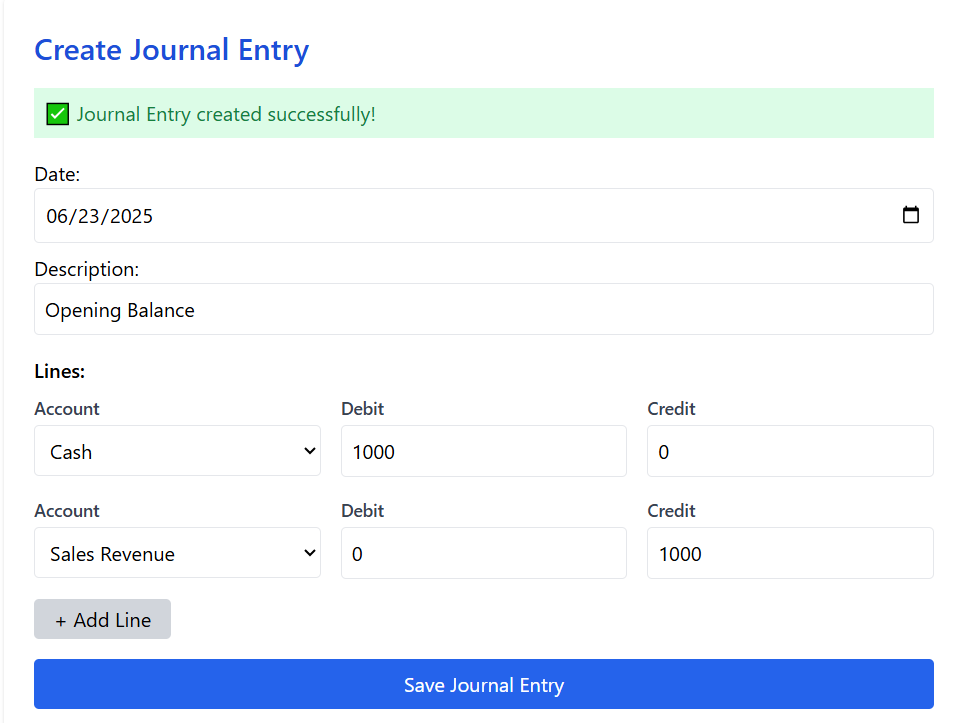 Create Journal Entry
✅ Journal Entry created successfully!
Date:
06/23/2025
Description:
Opening Balance
Lines:
Account Debit Credit
Cash 1000 0
Account Debit Credit
Sales Revenue 0 1000
+ Add Line
Save Journal Entry